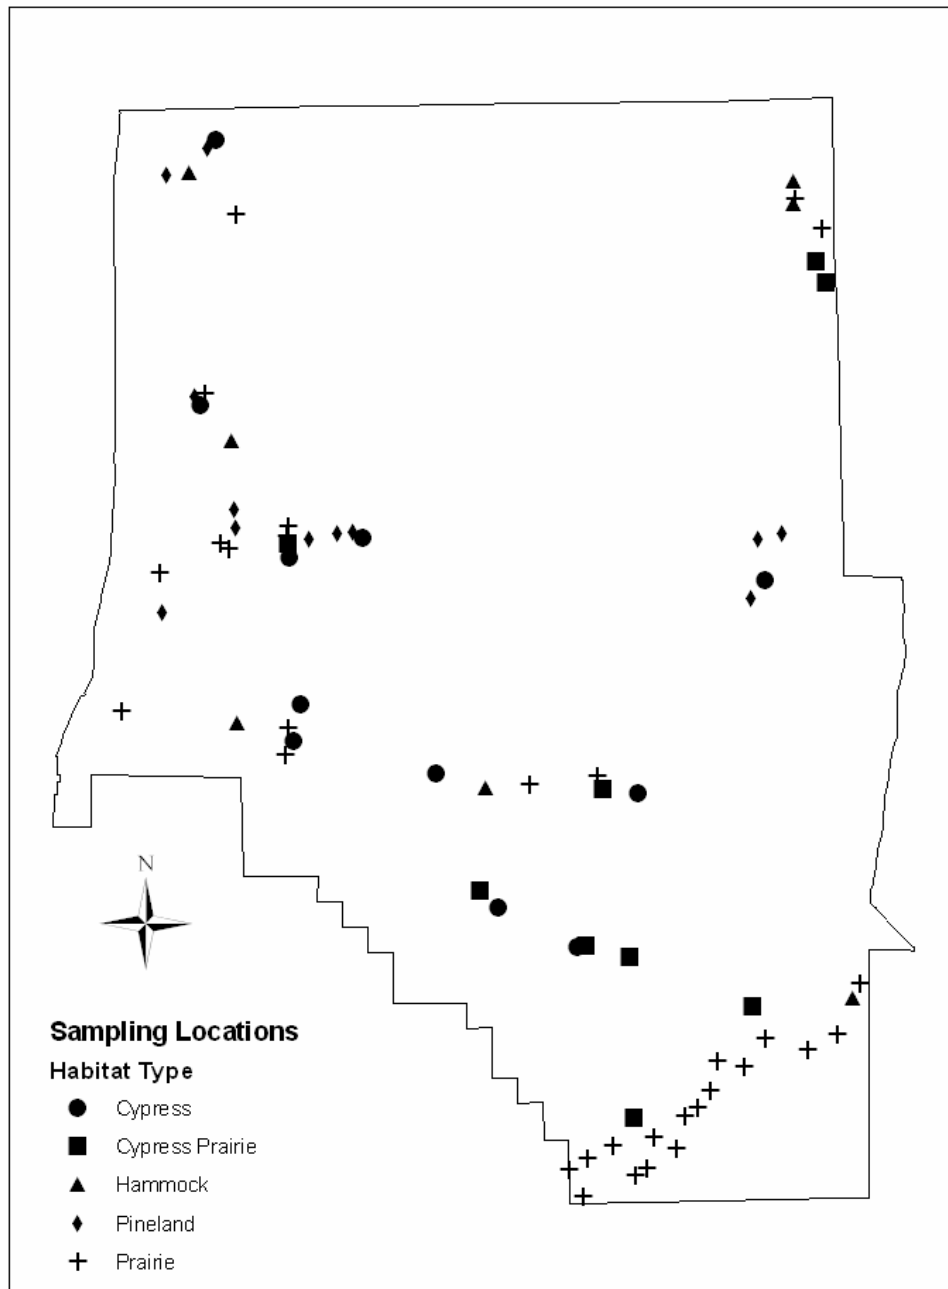 N
Sampling Locations
Habitat Type
Cypress
Cypress Prairie
Hammock
Pineland
Prairie